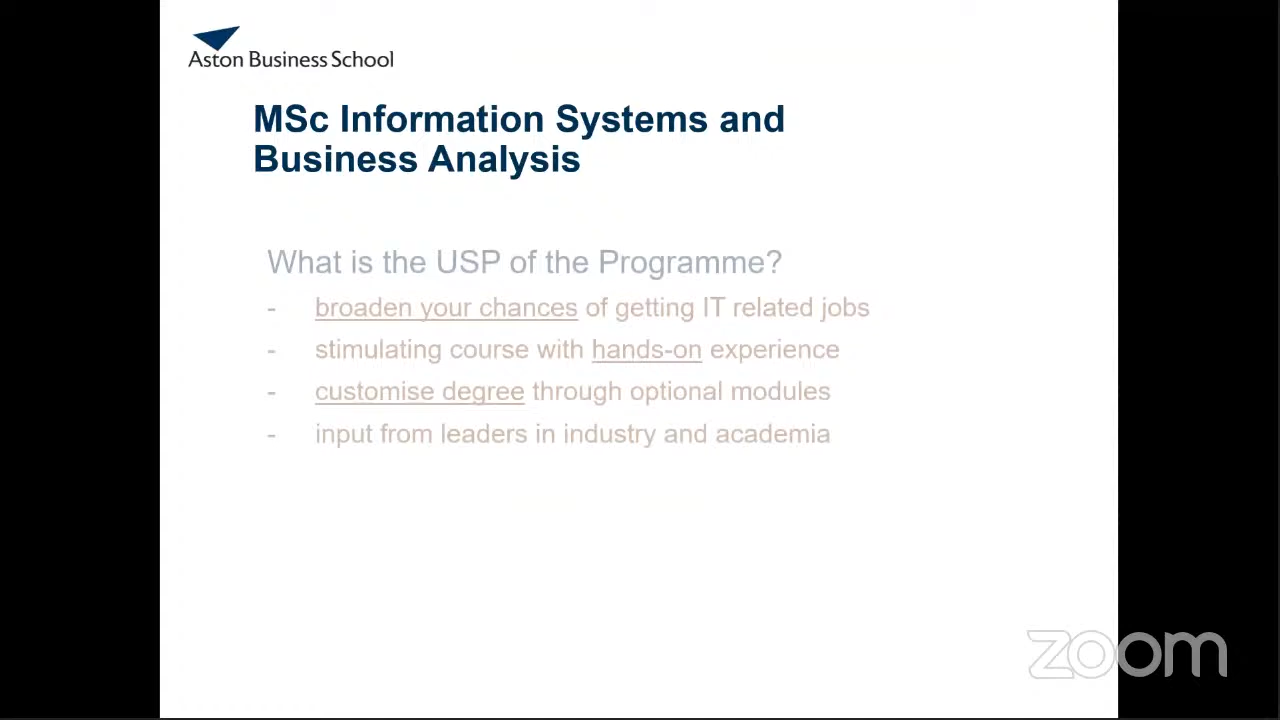 Aston Business School
MSc Information Systems and
Business Analysis
What is the USP of the Programme?
- broaden your chances of getting IT related jobs
- stimulating course with hands-on experience
- customise degree through optional modules
- input from leaders in industry and academia
zoom